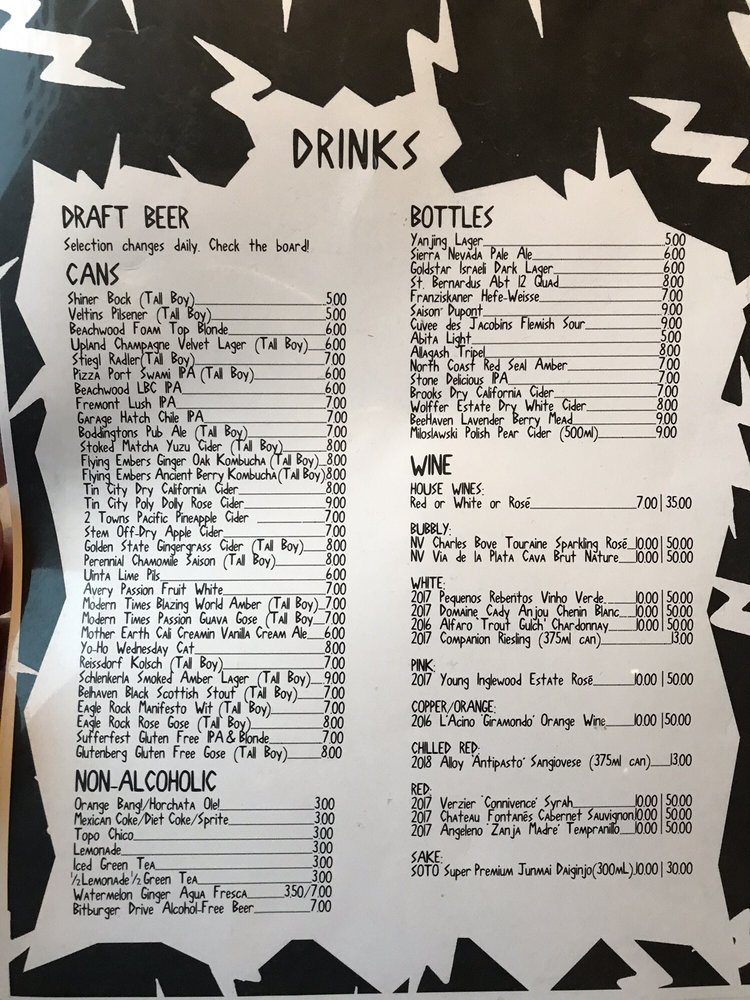 DRINKS
DRAFT BEER
Selection changes daily. Check the board!
CANS
Shiner Bock (Tall Boy) 5.00
Veltins Pilsener (Tall Boy) 5.00
Beachwood Foam Top Blonde 6.00
Upland Champagne Velvet Lager (Tall Boy) 6.00
Stiegl Radler(Tall Boy) 7.00
Pizza Port Swami IPA (Tall Boy) 6.00
Beachwood LBC IPA 6.00
Fremont Lush IPA 7.00
Garage Hatch Chile IPA 7.00
Boddingtons Pub Ale (Tall Boy) 7.00
Stoked Matcha Yuzu Cider (Tall Boy) 8.00
Flying Embers Ginger Oak Kombucha (Tall Boy) 8.00
Flying Embers Ancient Berry Kombucha(Tall Boy) 8.00
Tin City Dry California Cider 8.00
Tin City Poly Dolly Rose Cider 9.00
2 Towns Pacific Pineapple Cider 7.00
Stem Off-Dry Apple Cider 7.00
Golden State Gingergrass Cider (Tall Boy) 8.00
Perennial Chamomile Saison (Tall Boy) 8.00
Uinta Lime Pils 6.00
Avery Passion Fruit White 7.00
Modern Times Blazing World Amber (Tall Boy) 7.00
Modern Times Passion Guava Gose (Tall Boy) 7.00
Mother Earth Cali Creamin Vanilla Cream Ale 6.00
Yo-Ho Wednesday Cat 8.00
Reissdorf Kolsch (Tall Boy) 7.00
Schlenkerla Smoked Amber Lager (Tall Boy) 9.00
Belhaven Black Scottish Stout (Tall Boy) 7.00
Eagle Rock Manifesto Wit (Tall Boy) 7.00
Eagle Rock Rose Gose (Tall Boy) 8.00
Sufferfest Gluten Free IPA & Blonde 7.00
Glutenberg Gluten Free Gose (Tall Boy) 8.00
NON-ALCOHOLIC
Orange Bang!/Horchata Ole! 3.00
Mexican Coke/Diet Coke/Sprite 3.00
Topo Chico 3.00
Lemonade 3.00
Iced Green Tea 3.00
½ Lemonade ½ Green Tea 3.00
Watermelon Ginger Agua Fresca 3.50/7.00
Bitburger Drive Alcohol-Free Beer 7.00
BOTTLES
Yanjing Lager 5.00
Sierra Nevada Pale Ale 6.00
Goldstar Israeli Dark Lager 6.00
St. Bernardus Abt 12 Quad 8.00
Franziskaner Hefe-Weisse 7.00
Saison Dupont 9.00
Cuvee des Jacobins Flemish Sour 9.00
Abita Light 5.00
Allagash Tripel 8.00
North Coast Red Seal Amber 7.00
Stone Delicious IPA 7.00
Brooks Dry California Cider 7.00
Wolffer Estate Dry White Cider 8.00
BeeHaven Lavender Berry Mead 9.00
Miloslawski Polish Pear Cider (500ml) 9.00
WINE
HOUSE WINES:
Red or White or Rosé 7.00 | 35.00
BUBBLY:
NV Charles Bove Touraine Sparkling Rosé 10.00 | 50.00
NV Via de la Plata Cava Brut Nature 10.00 | 50.00
WHITE:
2017 Pequenos Rebentos Vinho Verde 10.00 | 50.00
2017 Domaine Cady Anjou Chenin Blanc 10.00 | 50.00
2016 Alfaro 'Trout Gulch' Chardonnay 10.00 | 50.00
2017 Companion Riesling (375ml can) 13.00
PINK:
2017 Young Inglewood Estate Rosé 10.00 | 50.00
COPPER/ORANGE:
2016 L'Acino 'Giramondo' Orange Wine 10.00 | 50.00
CHILLED RED:
2018 Alloy 'Antipasto' Sangiovese (375ml can) 13.00
RED:
2017 Verzier 'Connivence' Syrah 10.00 | 50.00
2017 Chateau Fontanès Cabernet Sauvignon 10.00 | 50.00
2017 Angeleno 'Zanja Madre' Tempranillo 10.00 | 50.00
SAKE:
SOTO Super Premium Junmai Daiginjo(300ml) 10.00 | 30.00